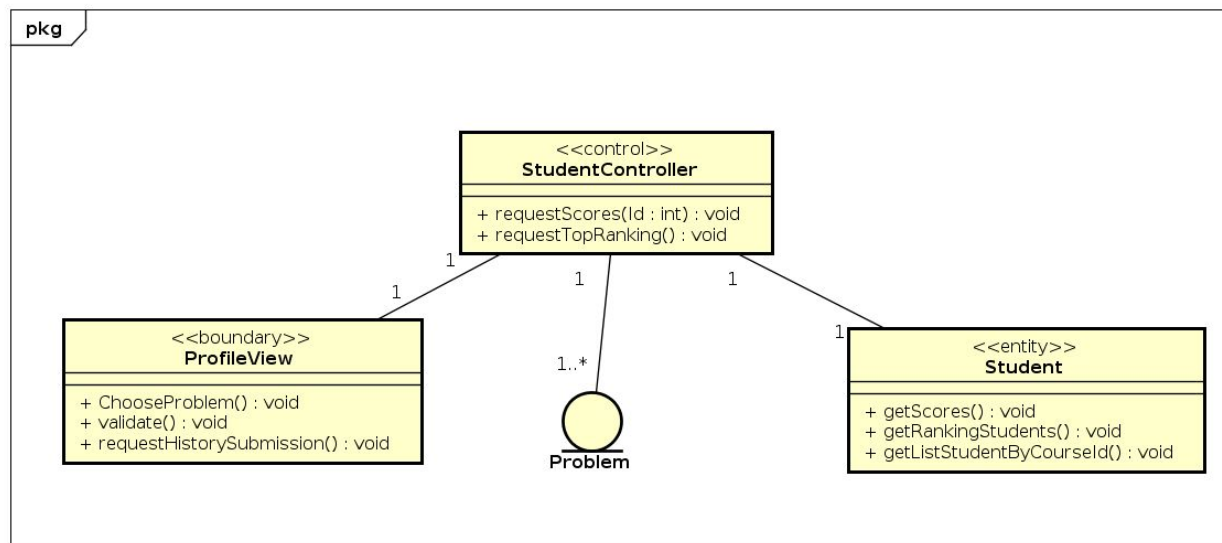 pkg
<<control>>
StudentController
+ requestScores(Id : int) : void
+ requestTopRanking() : void
1
1
1
1
1
1..*
<<boundary>>
ProfileView
+ ChooseProblem() : void
+ validate() : void
+ requestHistorySubmission() : void
Problem
<<entity>>
Student
+ getScores() : void
+ getRankingStudents() : void
+ getListStudentByCourseId() : void